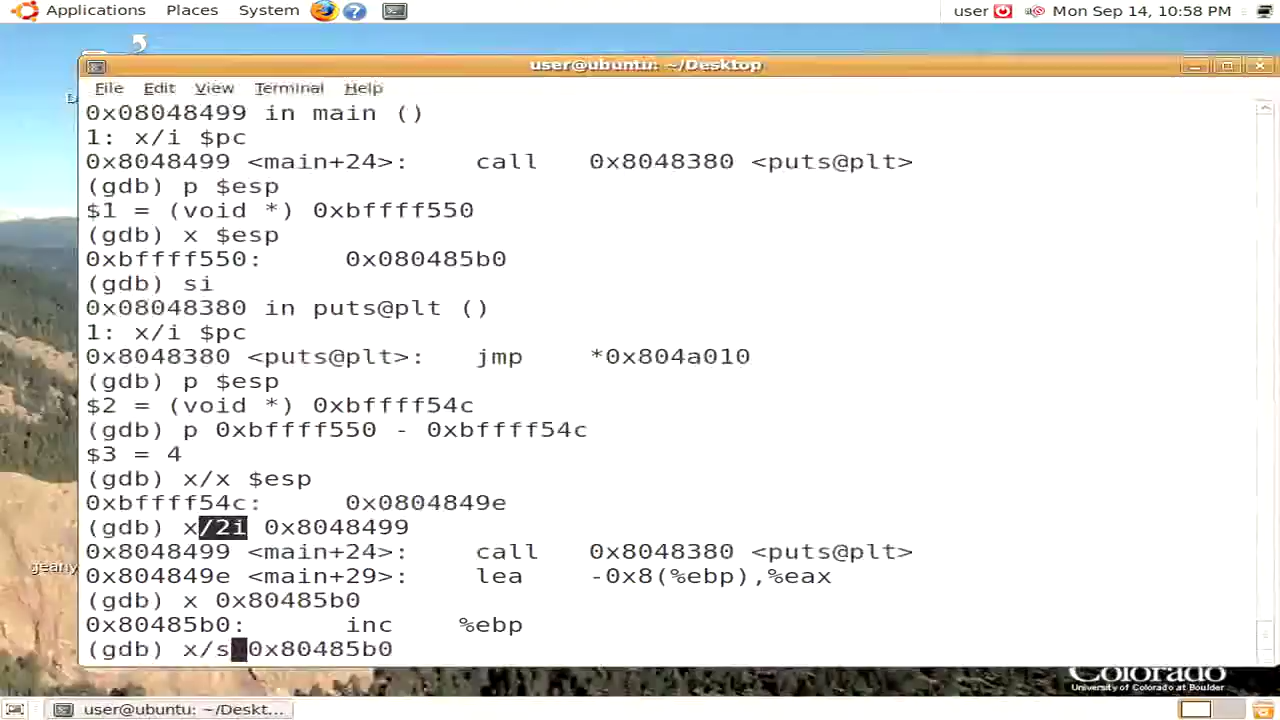 Applications Places System user Mon Sep 14, 10:58 PM
user@ubuntu: ~/Desktop
File Edit View Terminal Help
0x08048499 in main ()
1: x/i $pc
0x8048499 <main+24>: call 0x8048380 <puts@plt>
(gdb) p $esp
$1 = (void *) 0xbffff550
(gdb) x $esp
0xbffff550: 0x080485b0
(gdb) si
0x08048380 in puts@plt ()
1: x/i $pc
0x8048380 <puts@plt>: jmp *0x804a010
(gdb) p $esp
$2 = (void *) 0xbffff54c
(gdb) p 0xbffff550 - 0xbffff54c
$3 = 4
(gdb) x/x $esp
0xbffff54c: 0x0804849e
(gdb) x/2i 0x8048499
0x8048499 <main+24>: call 0x8048380 <puts@plt>
geany
0x804849e <main+29>: lea -0x8(%ebp),%eax
(gdb) x 0x80485b0
0x80485b0: inc %ebp
(gdb) x/s 0x80485b0
Colorado
University of Colorado at Boulder
user@ubuntu: ~/Deskt...